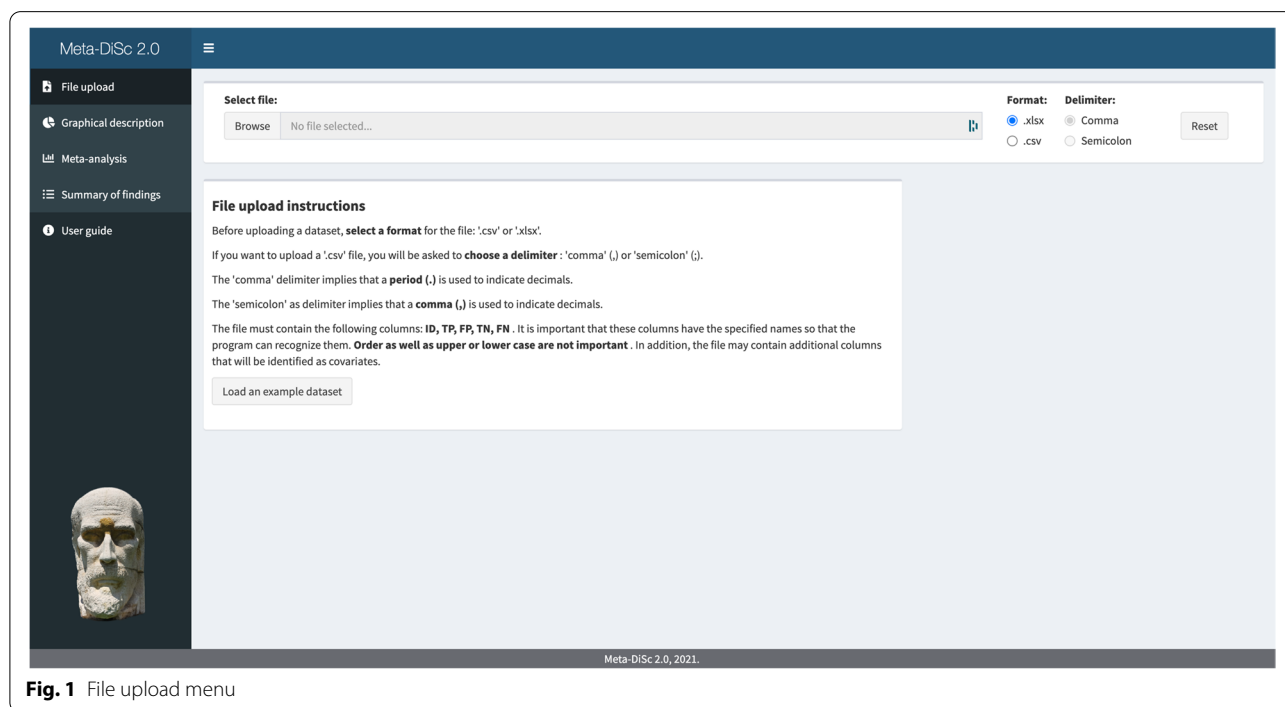 Meta-DiSc 2.0
File upload
Graphical description
Meta-analysis
Summary of findings
User guide
Select file:
Browse No file selected...
Format:
.xlsx
.csv
Delimiter:
Comma
Semicolon
Reset
File upload instructions
Before uploading a dataset, select a format for the file: '.csv' or '.xlsx'.
If you want to upload a '.csv' file, you will be asked to choose a delimiter : 'comma' (,) or 'semicolon' (;).
The 'comma' delimiter implies that a period (.) is used to indicate decimals.
The 'semicolon' as delimiter implies that a comma (,) is used to indicate decimals.
The file must contain the following columns: ID, TP, FP, TN, FN . It is important that these columns have the specified names so that the
program can recognize them. Order as well as upper or lower case are not important . In addition, the file may contain additional columns
that will be identified as covariates.
Load an example dataset
Meta-DiSc 2.0, 2021.
Fig. 1 File upload menu